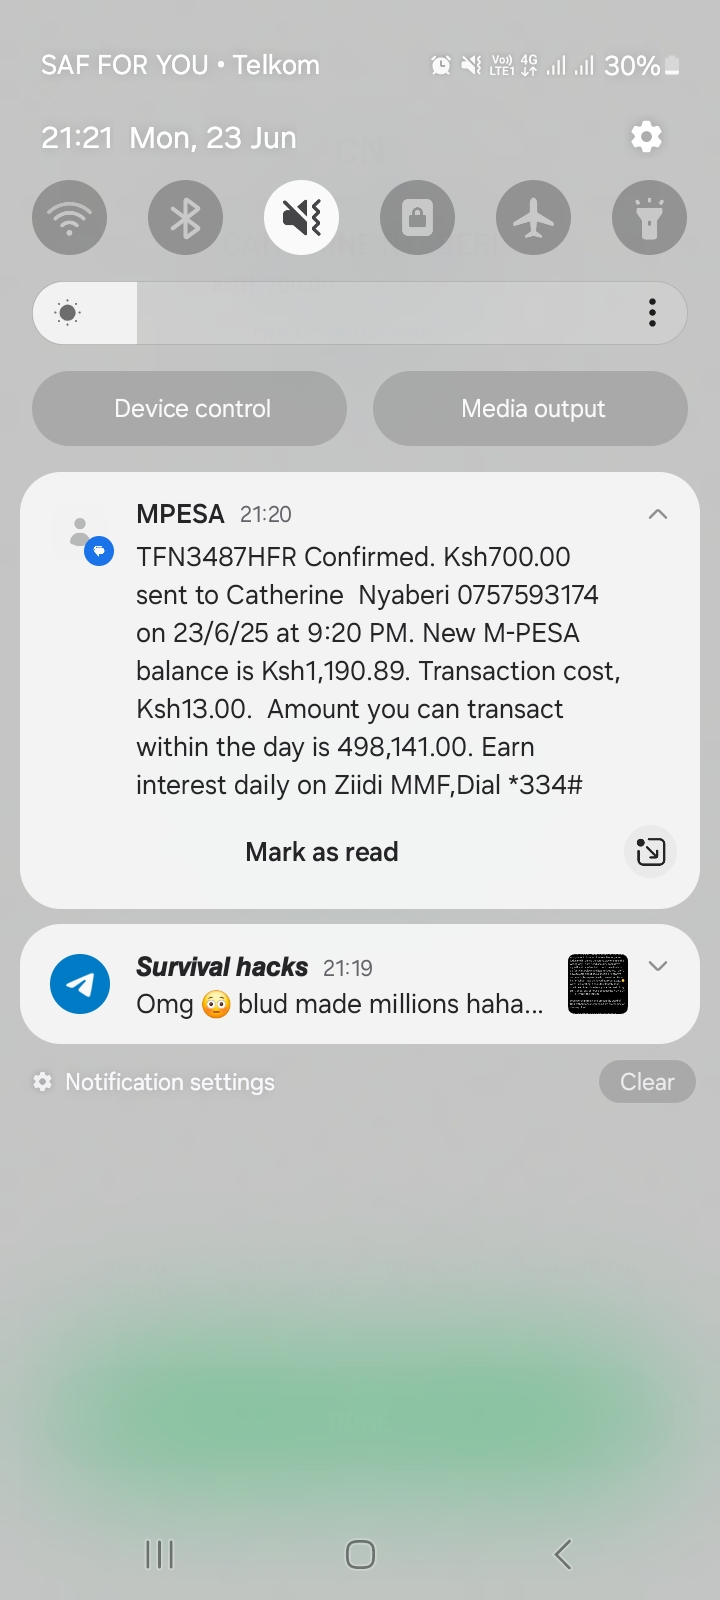 SAF FOR YOU • Telkom Vo) LTE1 4G 30%
21:21 Mon, 23 Jun
Device control Media output
MPESA 21:20
TFN3487HFR Confirmed. Ksh700.00
sent to Catherine  Nyaberi 0757593174
on 23/6/25 at 9:20 PM. New M-PESA
balance is Ksh1,190.89. Transaction cost,
Ksh13.00.  Amount you can transact
within the day is 498,141.00. Earn
interest daily on Ziidi MMF,Dial *334#
Mark as read
Survival hacks 21:19
Omg 😳 blud made millions haha...
Notification settings Clear